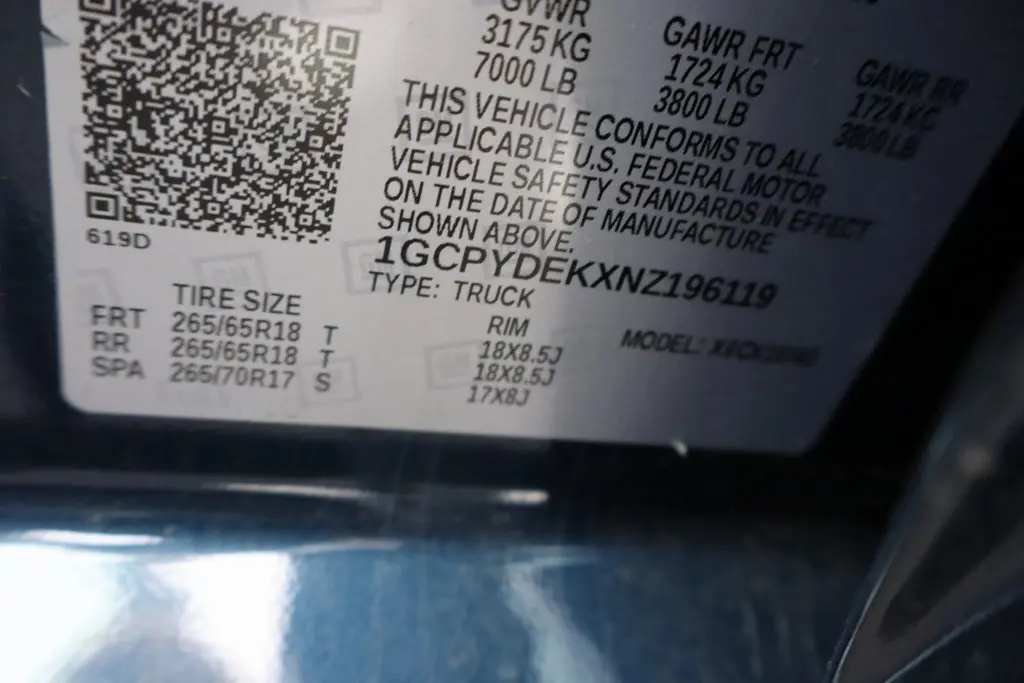 GVWR
3175 KG
7000 LB
GAWR FRT
1724 KG
3800 LB
GAWR RR
1724 KG
3800 LB
THIS VEHICLE CONFORMS TO ALL
APPLICABLE U.S. FEDERAL MOTOR
VEHICLE SAFETY STANDARDS IN EFFECT
ON THE DATE OF MANUFACTURE
SHOWN ABOVE.
1GCPYDEKXNZ196119
TYPE: TRUCK
619D
TIRE SIZE RIM
FRT 265/65R18 T 18X8.5J
RR 265/65R18 T 18X8.5J
SPA 265/70R17 S 17X8J
MODEL: